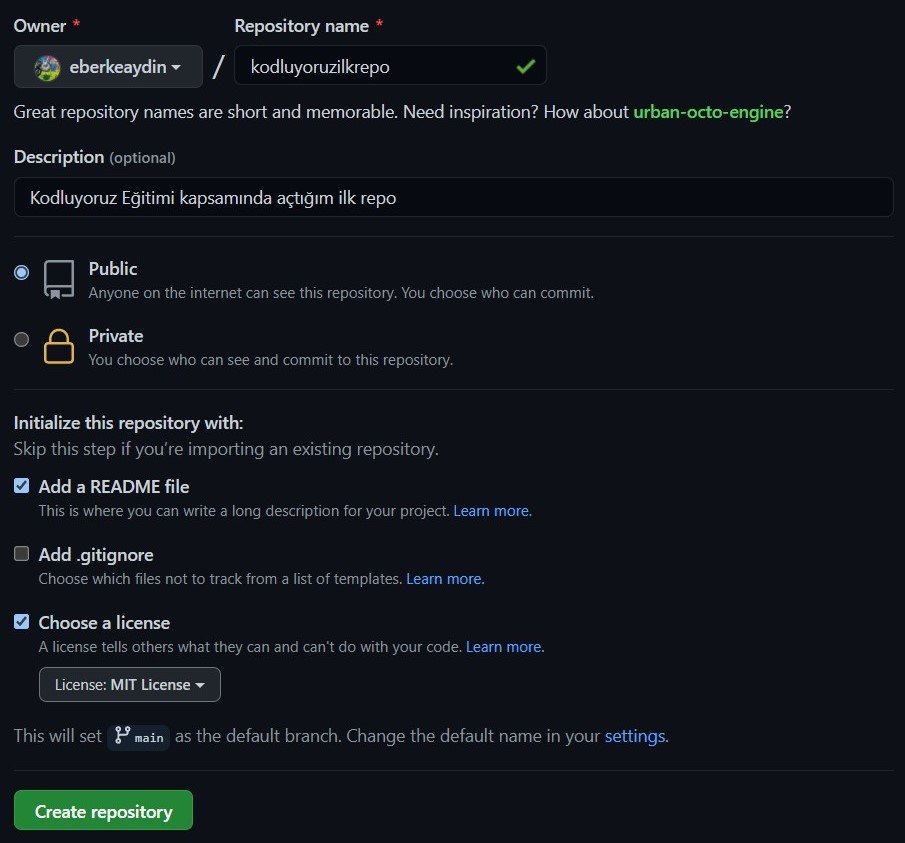 Owner * Repository name *
eberkeaydin / kodluyoruzilkrepo
Great repository names are short and memorable. Need inspiration? How about urban-octo-engine?
Description (optional)
Kodluyoruz Eğitimi kapsamında açtığım ilk repo
Public
Anyone on the internet can see this repository. You choose who can commit.
Private
You choose who can see and commit to this repository.
Initialize this repository with:
Skip this step if you’re importing an existing repository.
Add a README file
This is where you can write a long description for your project. Learn more.
Add .gitignore
Choose which files not to track from a list of templates. Learn more.
Choose a license
A license tells others what they can and can't do with your code. Learn more.
License: MIT License
This will set main as the default branch. Change the default name in your settings.
Create repository